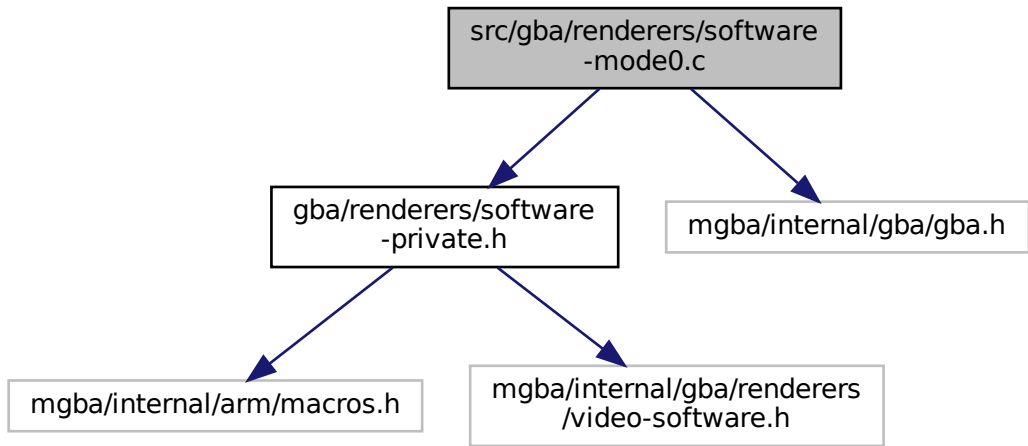 src/gba/renderers/software
-mode0.c
gba/renderers/software
-private.h
mgba/internal/gba/gba.h
mgba/internal/arm/macros.h
mgba/internal/gba/renderers
/video-software.h